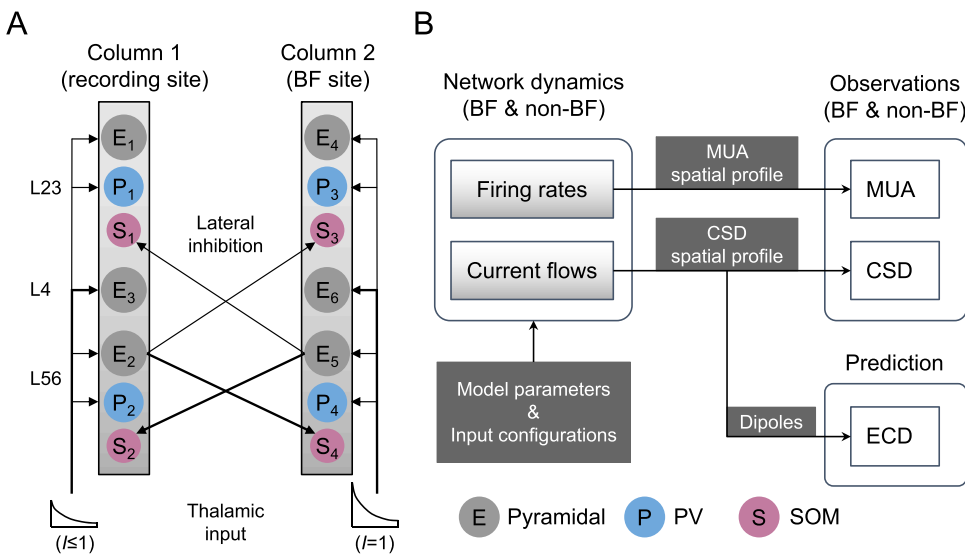 A
Column 1
(recording site)
Column 2
(BF site)
E1
P1
S1
E3
E2
P2
S2
E4
P3
S3
E6
E5
P4
S4
L23
L4
L56
Lateral
inhibition
Thalamic
input
(I≤1)
(I=1)
B
Network dynamics
(BF & non-BF)
Observations
(BF & non-BF)
Firing rates
MUA
spatial profile
MUA
Current flows
CSD
spatial profile
CSD
Model parameters
&
Input configurations
Prediction
Dipoles
ECD
E Pyramidal
P PV
S SOM